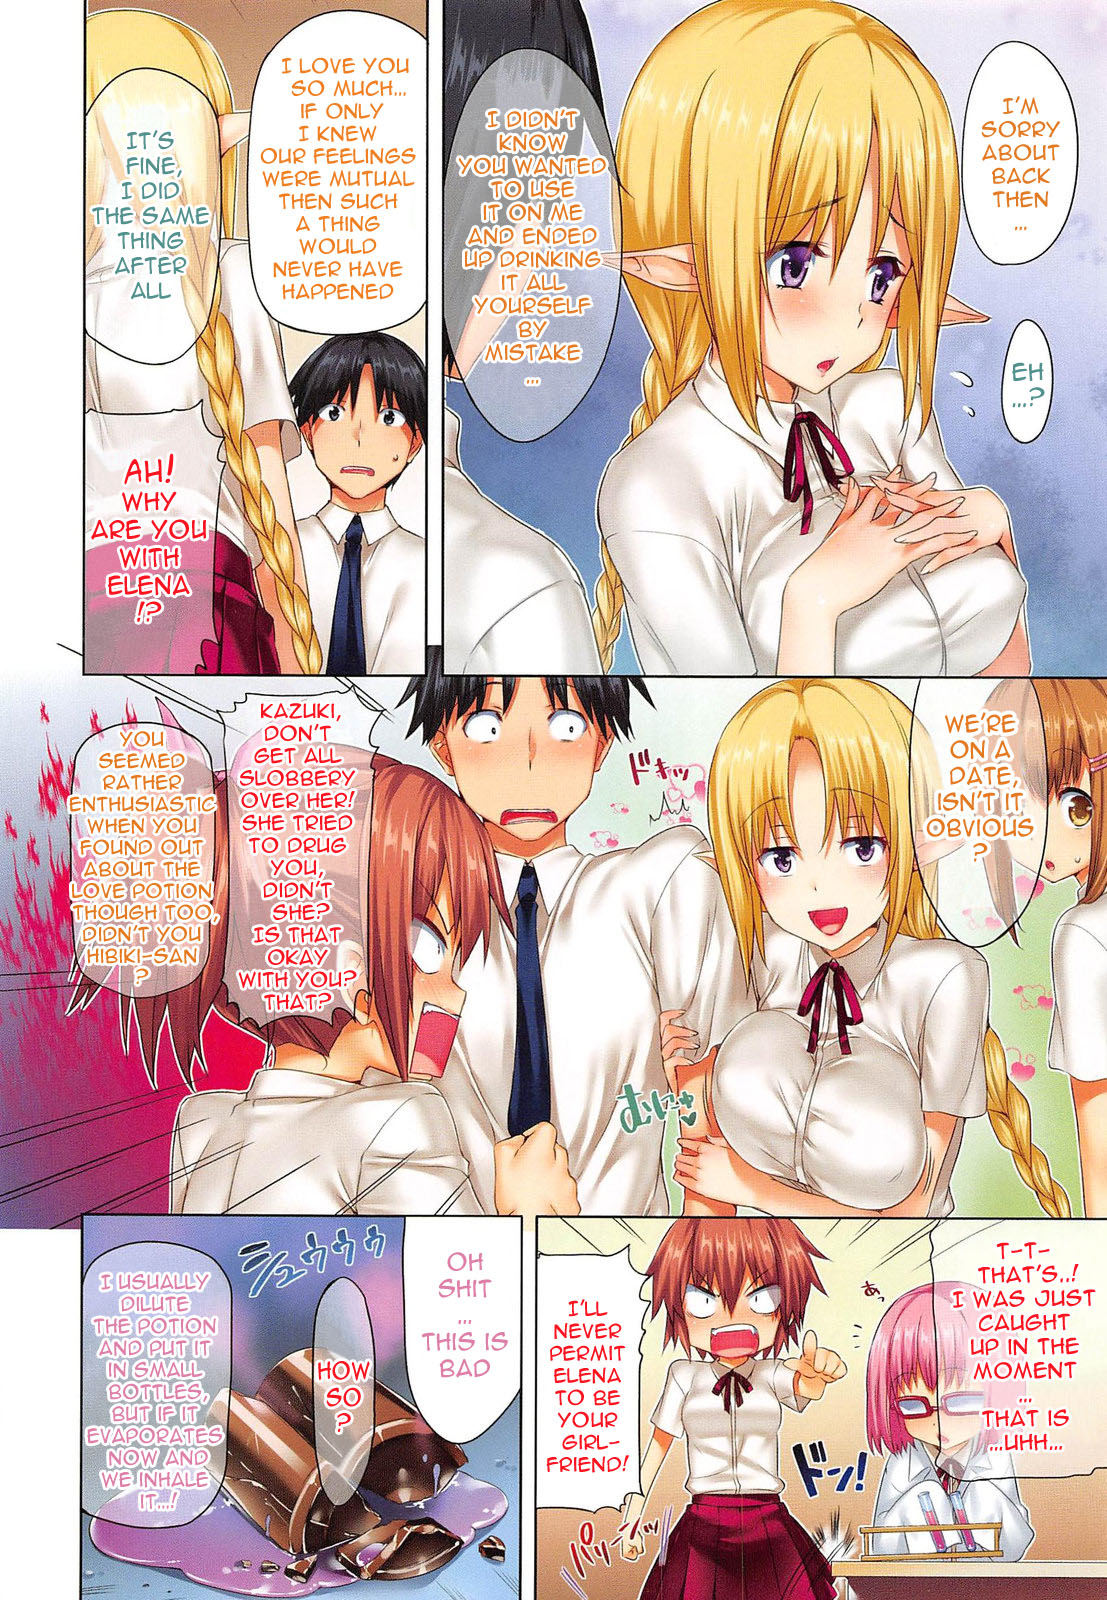 I'M
SORRY
ABOUT
BACK
THEN
...
EH
...?
I DIDN'T
KNOW
YOU WANTED
TO USE
IT ON ME
AND ENDED
UP DRINKING
IT ALL
YOURSELF
BY
MISTAKE
...
I LOVE YOU
SO MUCH...
IF ONLY
I KNEW
OUR FEELINGS
WERE MUTUAL
THEN SUCH
A THING
WOULD
NEVER HAVE
HAPPENED
IT'S
FINE,
I DID
THE SAME
THING
AFTER
ALL
AH!
WHY
ARE YOU
WITH
ELENA
!?
WE'RE
ON A
DATE,
ISN'T IT
OBVIOUS
?
ドキッ
むにゅ♥
KAZUKI,
DON'T
GET ALL
SLOBBERY
OVER HER!
SHE TRIED
TO DRUG
YOU,
DIDN'T
SHE?
IS THAT
OKAY
WITH YOU?
THAT?
YOU
SEEMED
RATHER
ENTHUSIASTIC
WHEN YOU
FOUND OUT
ABOUT THE
LOVE POTION
THOUGH TOO,
DIDN'T YOU
HIBIKI-SAN
?
T-T-
THAT'S..!
I WAS JUST
CAUGHT
UP IN THE
MOMENT
...
THAT IS
...UHH...
あっ
I'LL
NEVER
PERMIT
ELENA
TO BE
YOUR
GIRL-
FRIEND!
ドン!
パリーンッ
OH
SHIT
...
THIS IS
BAD
シュウゥゥ
HOW
SO
?
I USUALLY
DILUTE
THE POTION
AND PUT IT
IN SMALL
BOTTLES,
BUT IF IT
EVAPORATES
NOW AND
WE INHALE
IT...!